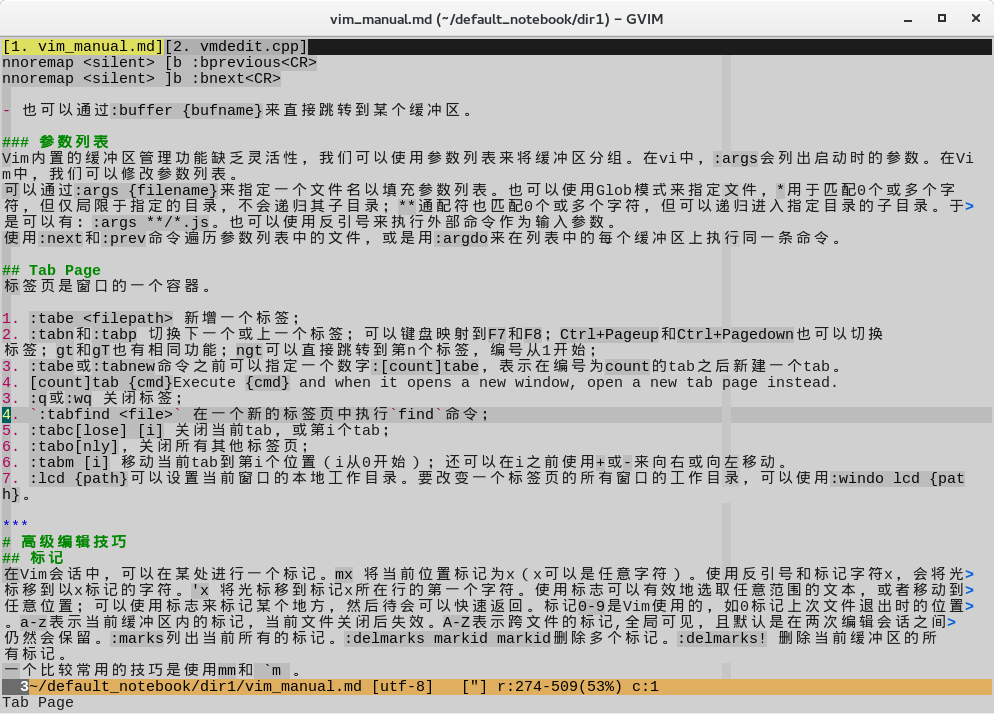 vim_manual.md (~/default_notebook/dir1) – GVIM
[1. vim_manual.md][2. vmdedit.cpp]
nnoremap <silent> [b :bprevious<CR>
nnoremap <silent> ]b :bnext<CR>
- 也可以通过:buffer {bufname}来直接跳转到某个缓冲区。
### 参数列表
Vim内置的缓冲区管理功能缺乏灵活性，我们可以使用参数列表来将缓冲区分组。在vi中，:args会列出启动时的参数。在Vi
m中，我们可以修改参数列表。
可以通过:args {filename}来指定一个文件名以填充参数列表。也可以使用Glob模式来指定文件，*用于匹配0个或多个字
符，但仅局限于指定的目录，不会递归其子目录；**通配符也匹配0个或多个字符，但可以递归进入指定目录的子目录。于>
是可以有：:args **/*.js。也可以使用反引号来执行外部命令作为输入参数。
使用:next和:prev命令遍历参数列表中的文件，或是用:argdo来在列表中的每个缓冲区上执行同一条命令。
## Tab Page
标签页是窗口的一个容器。
1. :tabe <filepath> 新增一个标签；
2. :tabn和:tabp 切换下一个或上一个标签；可以键盘映射到F7和F8；Ctrl+Pageup和Ctrl+Pagedown也可以切换
标签；gt和gT也有相同功能；ngt可以直接跳转到第n个标签，编号从1开始；
3. :tabe或:tabnew命令之前可以指定一个数字:[count]tabe，表示在编号为count的tab之后新建一个tab。
4. [count]tab {cmd}Execute {cmd} and when it opens a new window, open a new tab page instead.
3. :q或:wq 关闭标签；
4. `:tabfind <file>` 在一个新的标签页中执行`find`命令；
5. :tabc[lose] [i] 关闭当前tab，或第i个tab；
6. :tabo[nly]，关闭所有其他标签页；
6. :tabm [i] 移动当前tab到第i个位置（i从0开始）；还可以在i之前使用+或-来向右或向左移动。
7. :lcd {path}可以设置当前窗口的本地工作目录。要改变一个标签页的所有窗口的工作目录，可以使用:windo lcd {pat
h}。
***
# 高级编辑技巧
## 标记
在Vim会话中，可以在某处进行一个标记。mx 将当前位置标记为x（x可以是任意字符）。使用反引号和标记字符x，会将光>
标移到以x标记的字符。'x 将光标移到标记x所在行的第一个字符。使用标志可以有效地选取任意范围的文本，或者移动到>
任意位置；可以使用标志来标记某个地方，然后待会可以快速返回。标记0-9是Vim使用的，如0标记上次文件退出时的位置>
。a-z表示当前缓冲区内的标记，当前文件关闭后失效。A-Z表示跨文件的标记,全局可见，且默认是在两次编辑会话之间>
仍然会保留。:marks列出当前所有的标记。:delmarks markid markid删除多个标记。:delmarks! 删除当前缓冲区的所
有标记。
一个比较常用的技巧是使用mm和 `m 。
3~/default_notebook/dir1/vim_manual.md [utf-8] ["] r:274-509(53%) c:1
Tab Page